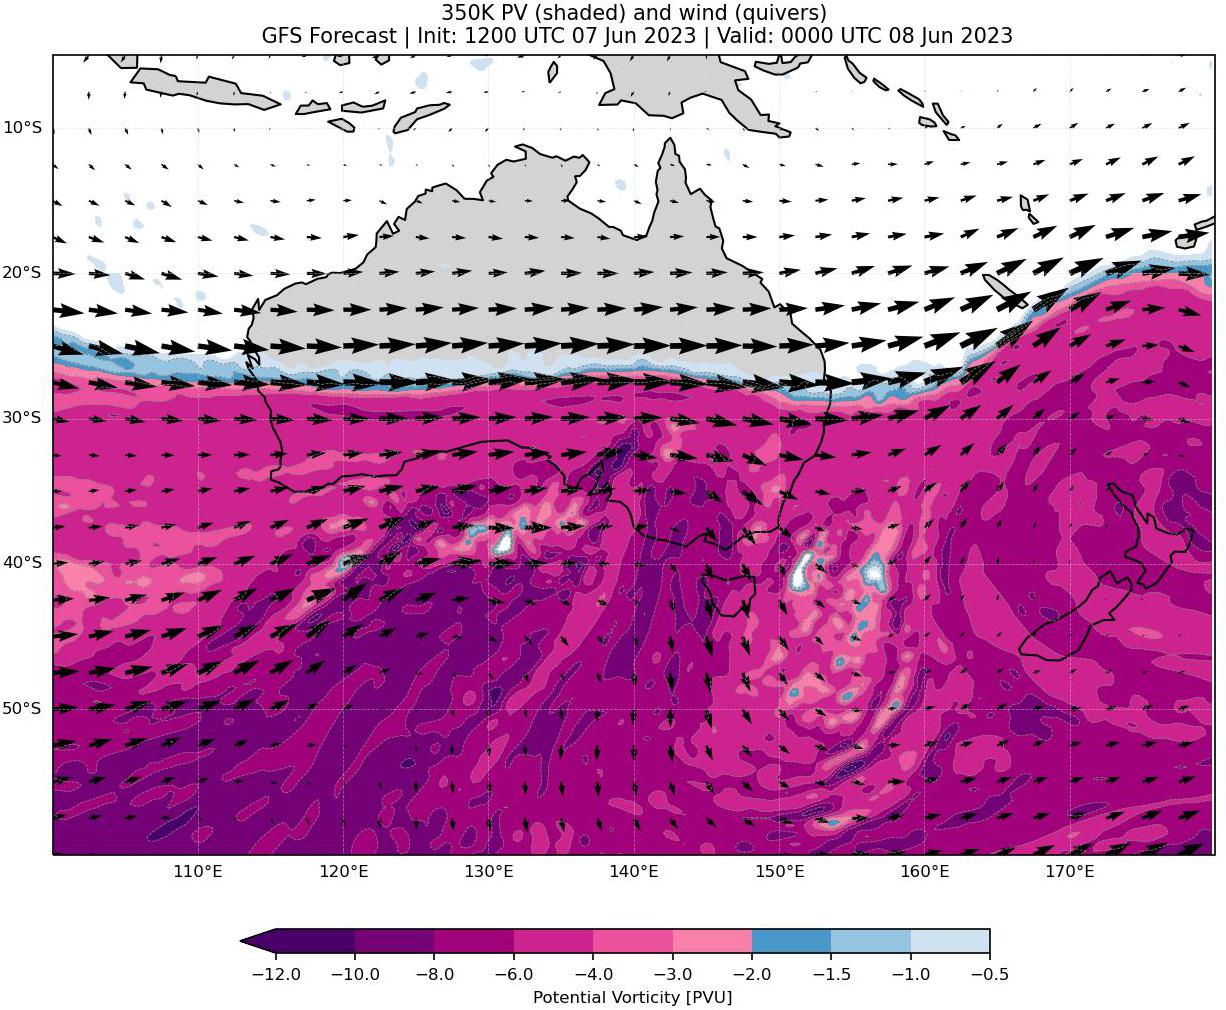 350K PV (shaded) and wind (quivers)
GFS Forecast | Init: 1200 UTC 07 Jun 2023 | Valid: 0000 UTC 08 Jun 2023
10°S
20°S
30°S
40°S
50°S
110°E 120°E 130°E 140°E 150°E 160°E 170°E
−12.0 −10.0 −8.0 −6.0 −4.0 −3.0 −2.0 −1.5 −1.0 −0.5
Potential Vorticity [PVU]